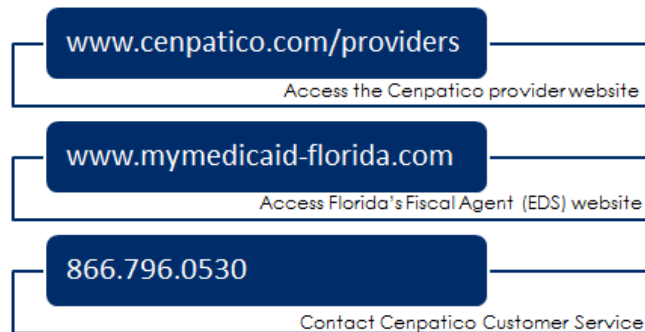 www.cenpatico.com/providers
Access the Cenpatico provider website
www.mymedicaid-florida.com
Access Florida's Fiscal Agent (EDS) website
866.796.0530
Contact Cenpatico Customer Service